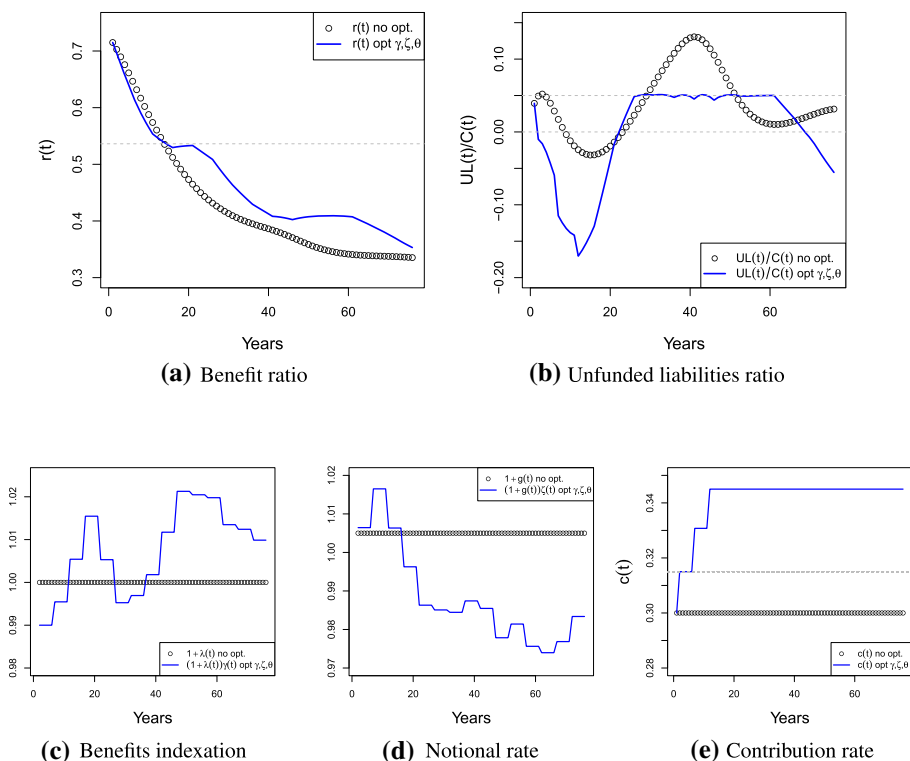 r(t) no opt.
r(t) opt γ,ζ,θ
r(t)
0.7
0.6
0.5
0.4
0.3
0 20 40 60
Years
(a) Benefit ratio
UL(t)/C(t)
0.10
0.00
−0.10
−0.20
UL(t)/C(t) no opt.
UL(t)/C(t) opt γ,ζ,θ
0 20 40 60
Years
(b) Unfunded liabilities ratio
1.02
1.01
1.00
0.99
0.98
1+λ(t) no opt.
(1+λ(t))γ(t) opt γ,ζ,θ
0 20 40 60
Years
(c) Benefits indexation
1+g(t) no opt.
(1+g(t))ζ(t) opt γ,ζ,θ
1.02
1.01
1.00
0.99
0.98
0.97
0 20 40 60
Years
(d) Notional rate
c(t)
0.34
0.32
0.30
0.28
c(t) no opt.
c(t) opt γ,ζ,θ
0 20 40 60
Years
(e) Contribution rate